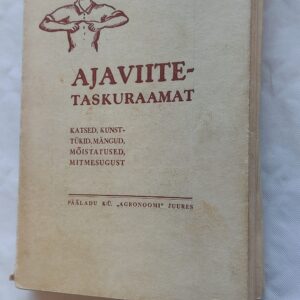 AJAVIITE-
TASKURAAMAT
KATSED, KUNST-
TÜKID, MÄNGUD,
MÕISTATUSED,
MITMESUGUST
PÄÄLADU KÜ. „AGRONOOMI" JUURES